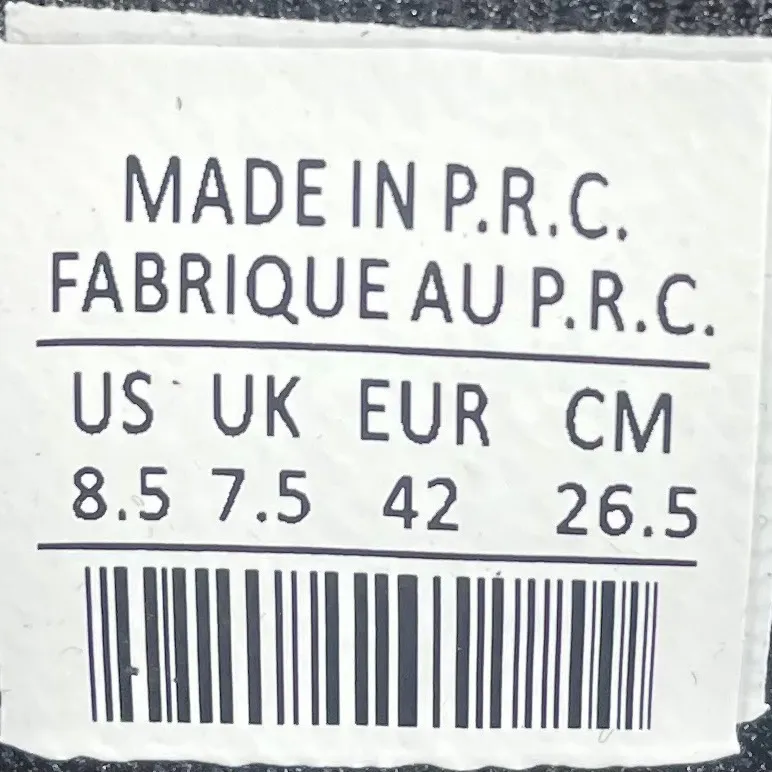 MADE IN P.R.C.
FABRIQUE AU P.R.C.
US UK EUR CM
8.5 7.5 42 26.5